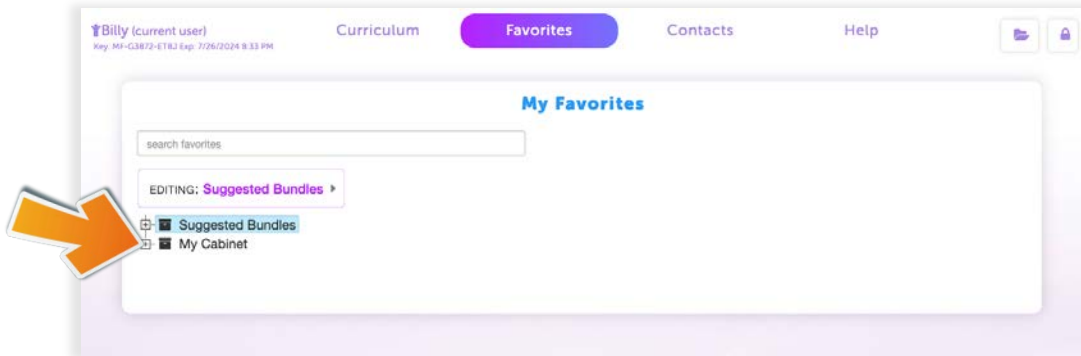 Billy (current user)
Key: MF-G3872-ET8J Exp: 7/26/2024 9:33 PM
Curriculum
Favorites
Contacts
Help
My Favorites
search favorites
EDITING: Suggested Bundles
Suggested Bundles
My Cabinet